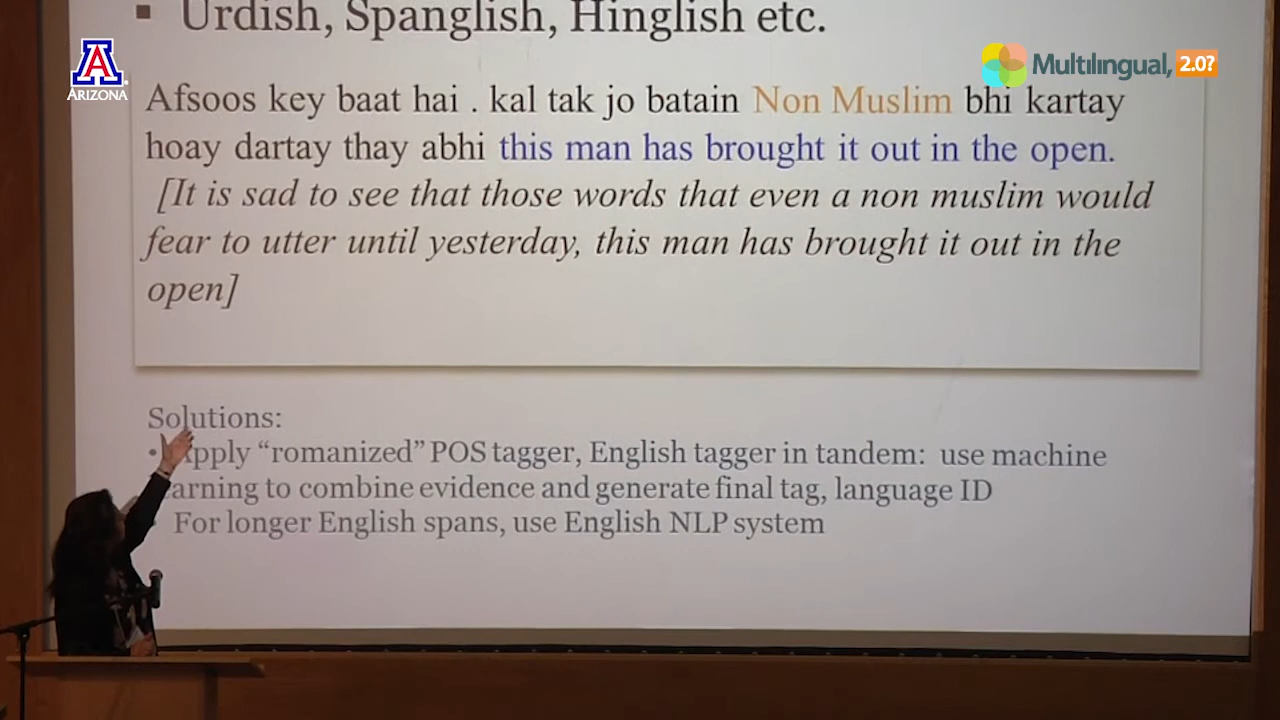 Urdish, Spanglish, Hinglish etc.
ARIZONA
Multilingual, 2.0?
Afsoos key baat hai . kal tak jo batain Non Muslim bhi kartay
hoay dartay thay abhi this man has brought it out in the open.
[It is sad to see that those words that even a non muslim would
fear to utter until yesterday, this man has brought it out in the
open]
Solutions:
• Apply “romanized” POS tagger, English tagger in tandem: use machine
learning to combine evidence and generate final tag, language ID
For longer English spans, use English NLP system